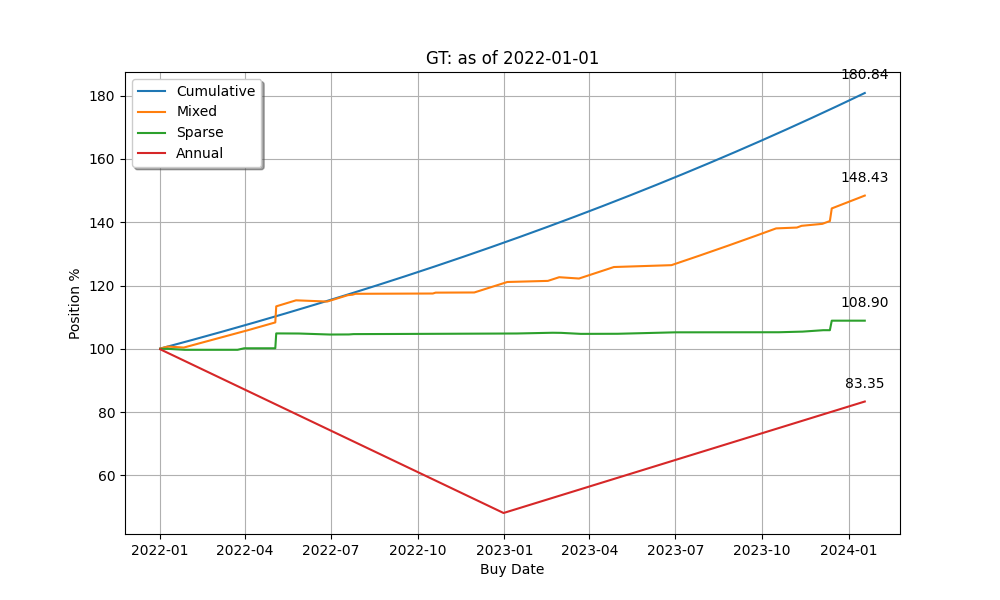 GT: as of 2022-01-01
180.84
180
Cumulative
Mixed
Sparse
Annual
160
148.43
140
120
108.90
100
83.35
80
60
Position %
2022-01 2022-04 2022-07 2022-10 2023-01 2023-04 2023-07 2023-10 2024-01
Buy Date